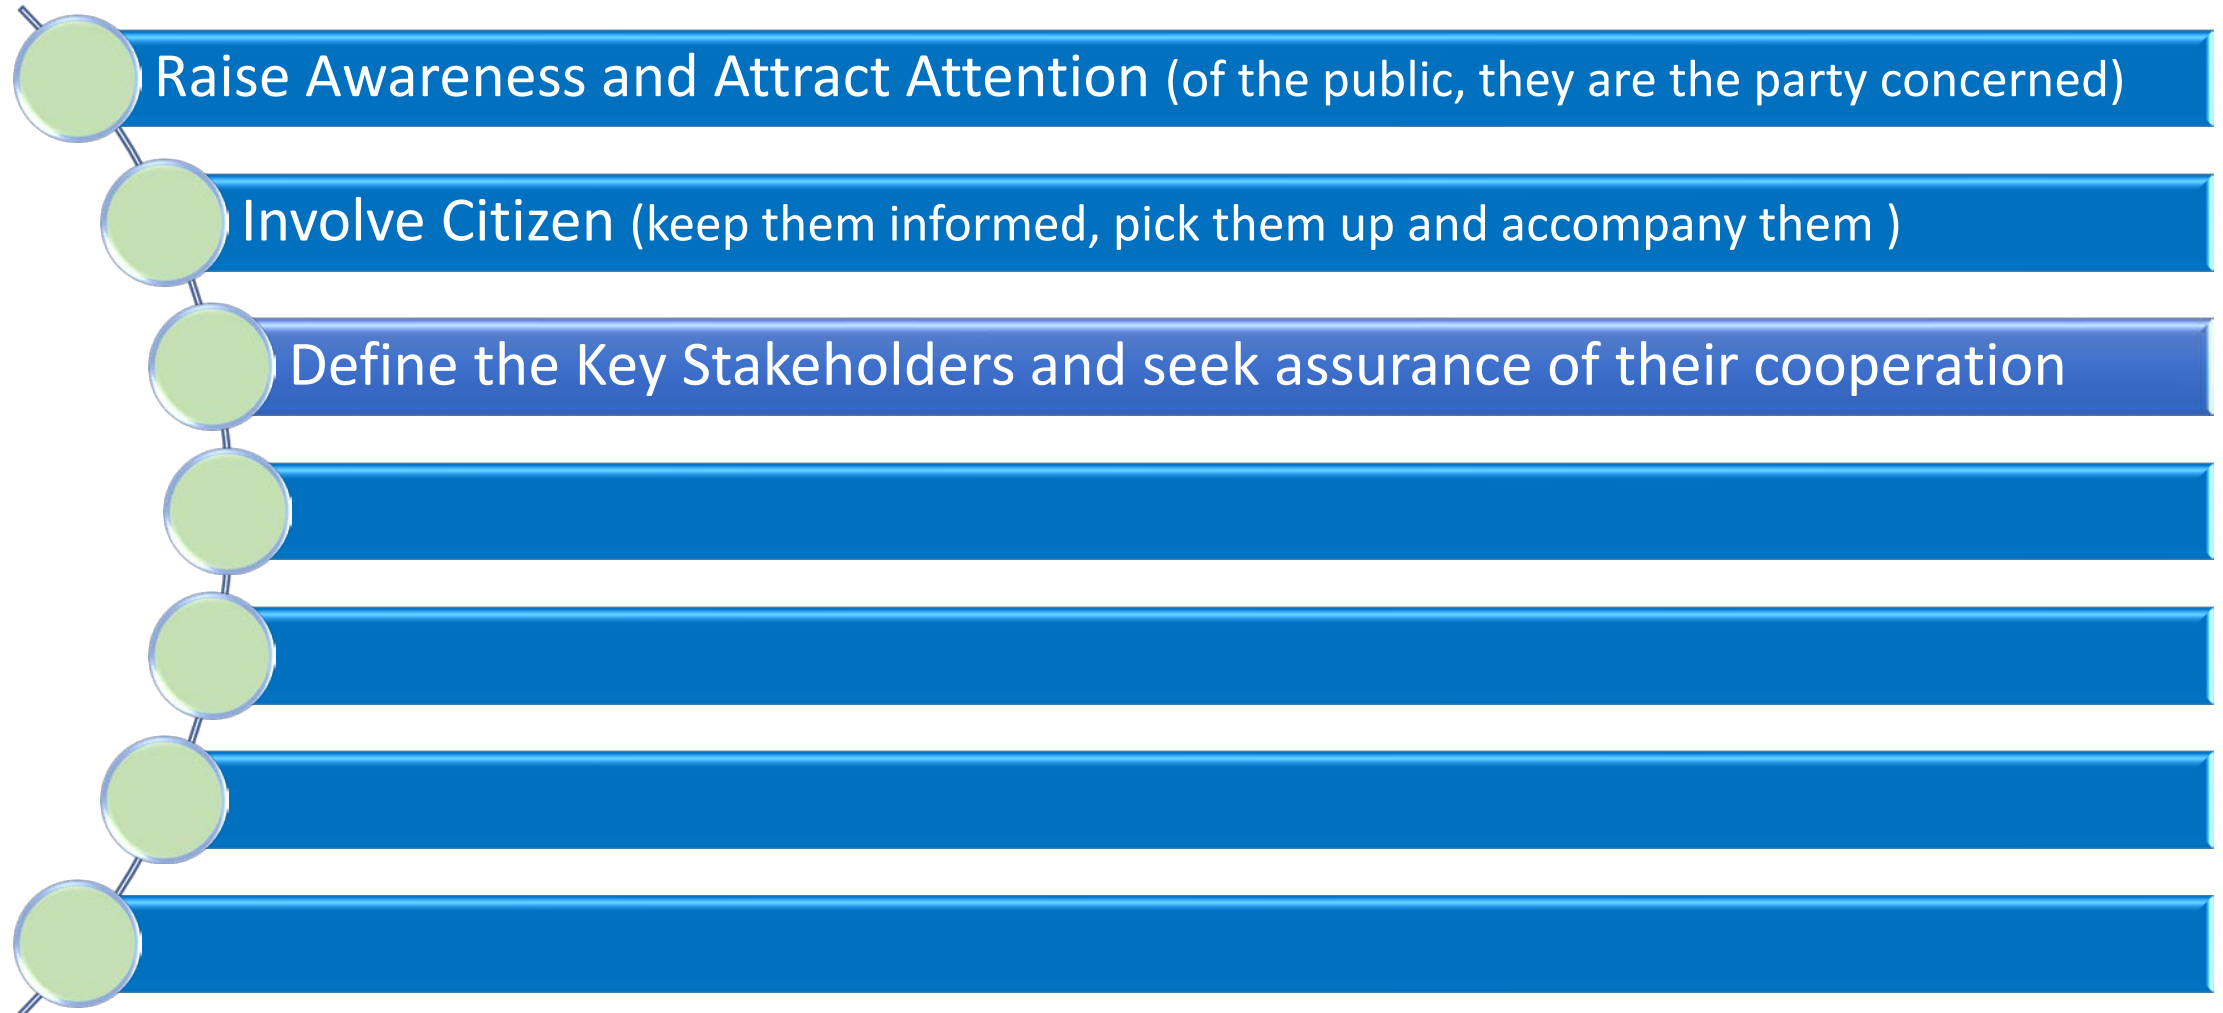 Raise Awareness and Attract Attention (of the public, they are the party concerned)
Involve Citizen (keep them informed, pick them up and accompany them )
Define the Key Stakeholders and seek assurance of their cooperation